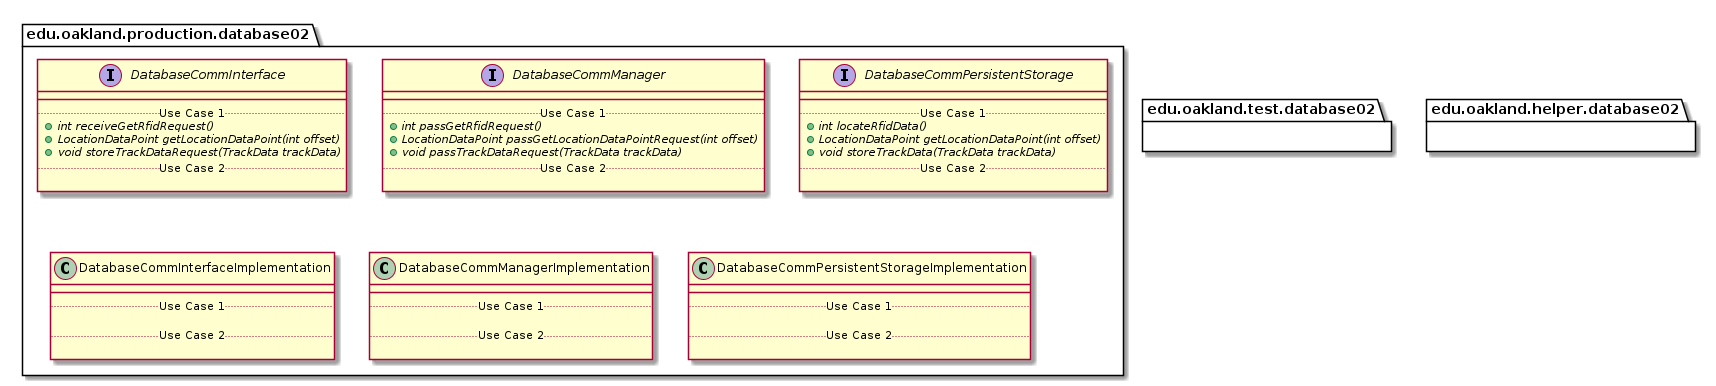 edu.oakland.production.database02
I DatabaseCommInterface
Use Case 1
int receiveGetRfidRequest()
LocationDataPoint getLocationDataPoint(int offset)
void storeTrackDataRequest(TrackData trackData)
Use Case 2
I DatabaseCommManager
Use Case 1
int passGetRfidRequest()
LocationDataPoint passGetLocationDataPointRequest(int offset)
void passTrackDataRequest(TrackData trackData)
Use Case 2
I DatabaseCommPersistentStorage
Use Case 1
int locateRfidData()
LocationDataPoint getLocationDataPoint(int offset)
void storeTrackData(TrackData trackData)
Use Case 2
C DatabaseCommInterfaceImplementation
Use Case 1
Use Case 2
C DatabaseCommManagerImplementation
Use Case 1
Use Case 2
C DatabaseCommPersistentStorageImplementation
Use Case 1
Use Case 2
edu.oakland.test.database02
edu.oakland.helper.database02